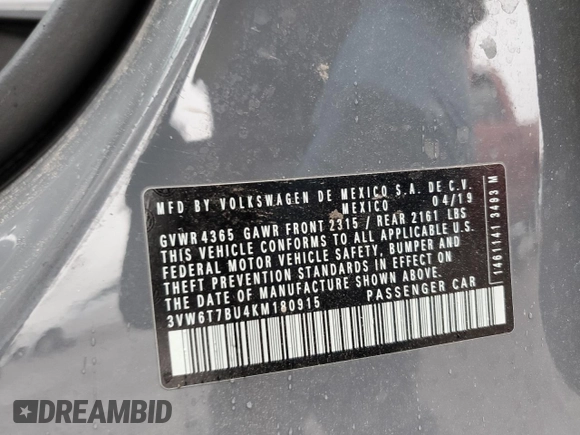 MFD BY VOLKSWAGEN DE MEXICO S.A. DE C.V.
MEXICO 04/19
GVWR 4365 GAWR FRONT 2315 / REAR 2161 LBS
THIS VEHICLE CONFORMS TO ALL APPLICABLE U.S.
FEDERAL MOTOR VEHICLE SAFETY, BUMPER AND
THEFT PREVENTION STANDARDS IN EFFECT ON
THE DATE OF MANUFACTURE SHOWN ABOVE.
3VW6T7BU4KM180915 PASSENGER CAR
1461141 3493 M
DREAMBID